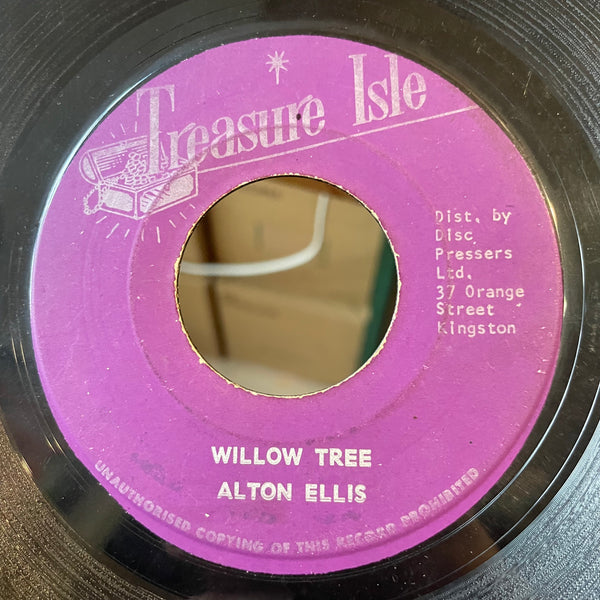 Treasure Isle
Dist. by
Disc
Pressers
Ltd.
37 Orange
Street
Kingston
WILLOW TREE
ALTON ELLIS
UNAUTHORISED COPYING OF THIS RECORD PROHIBITED